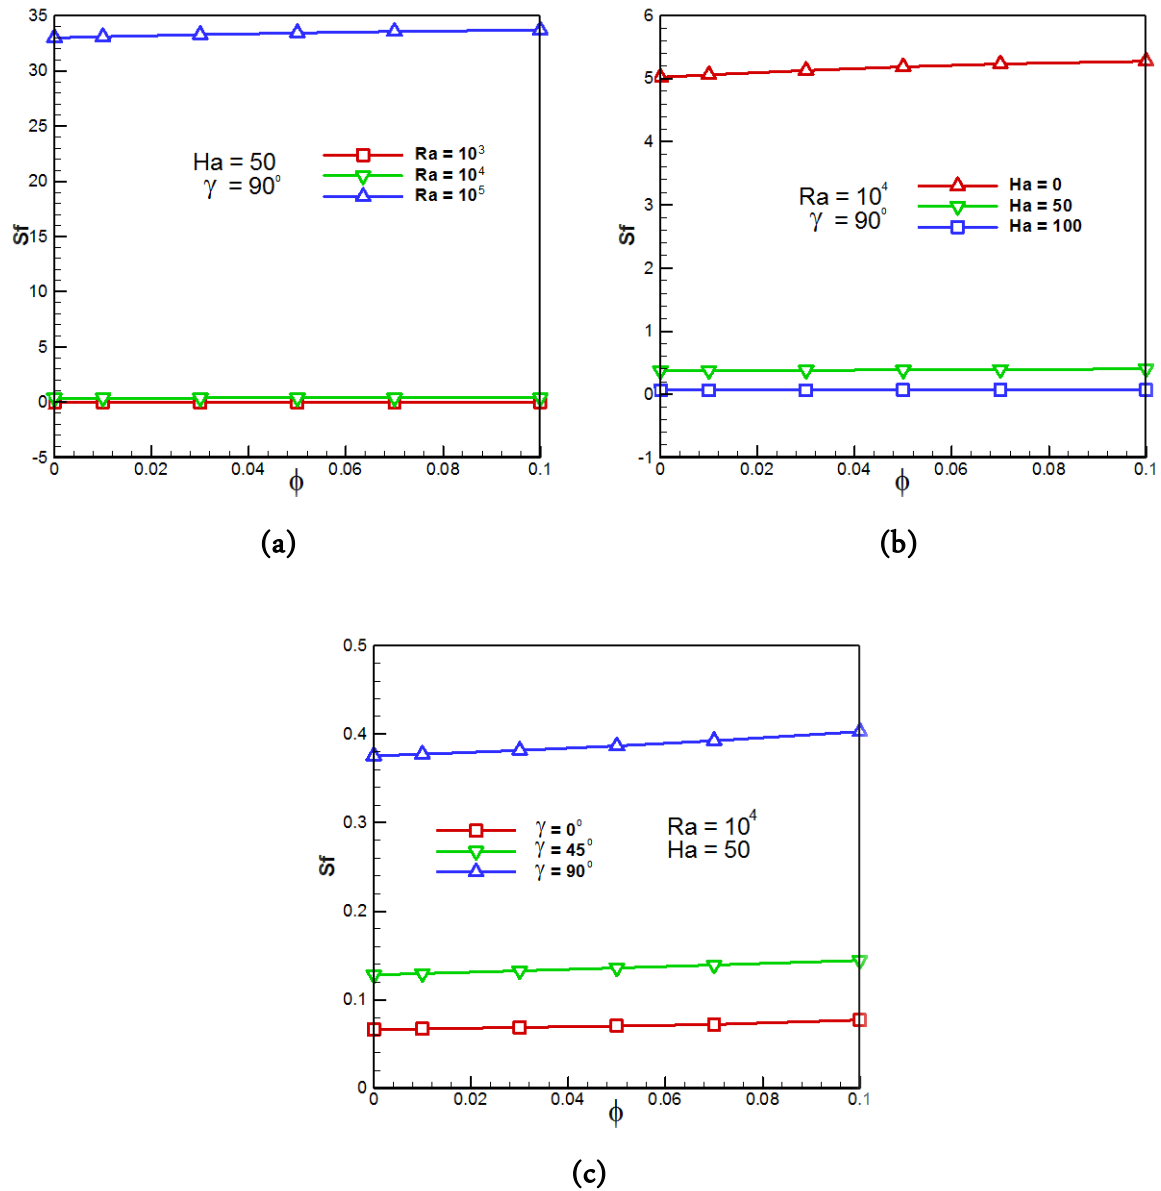 35
30
25
20
15
10
5
0
-5
Sf
0
0.02
0.04
0.06
0.08
0.1
ϕ
Ha = 50
γ = 90°
Ra = 10³
Ra = 10⁴
Ra = 10⁵
(a)
6
5
4
3
2
1
0
-1
Sf
0
0.02
0.04
0.06
0.08
0.1
ϕ
Ra = 10⁴
γ = 90°
Ha = 0
Ha = 50
Ha = 100
(b)
0.5
0.4
0.3
0.2
0.1
0
Sf
0
0.02
0.04
0.06
0.08
0.1
ϕ
γ = 0°
γ = 45°
γ = 90°
Ra = 10⁴
Ha = 50
(c)